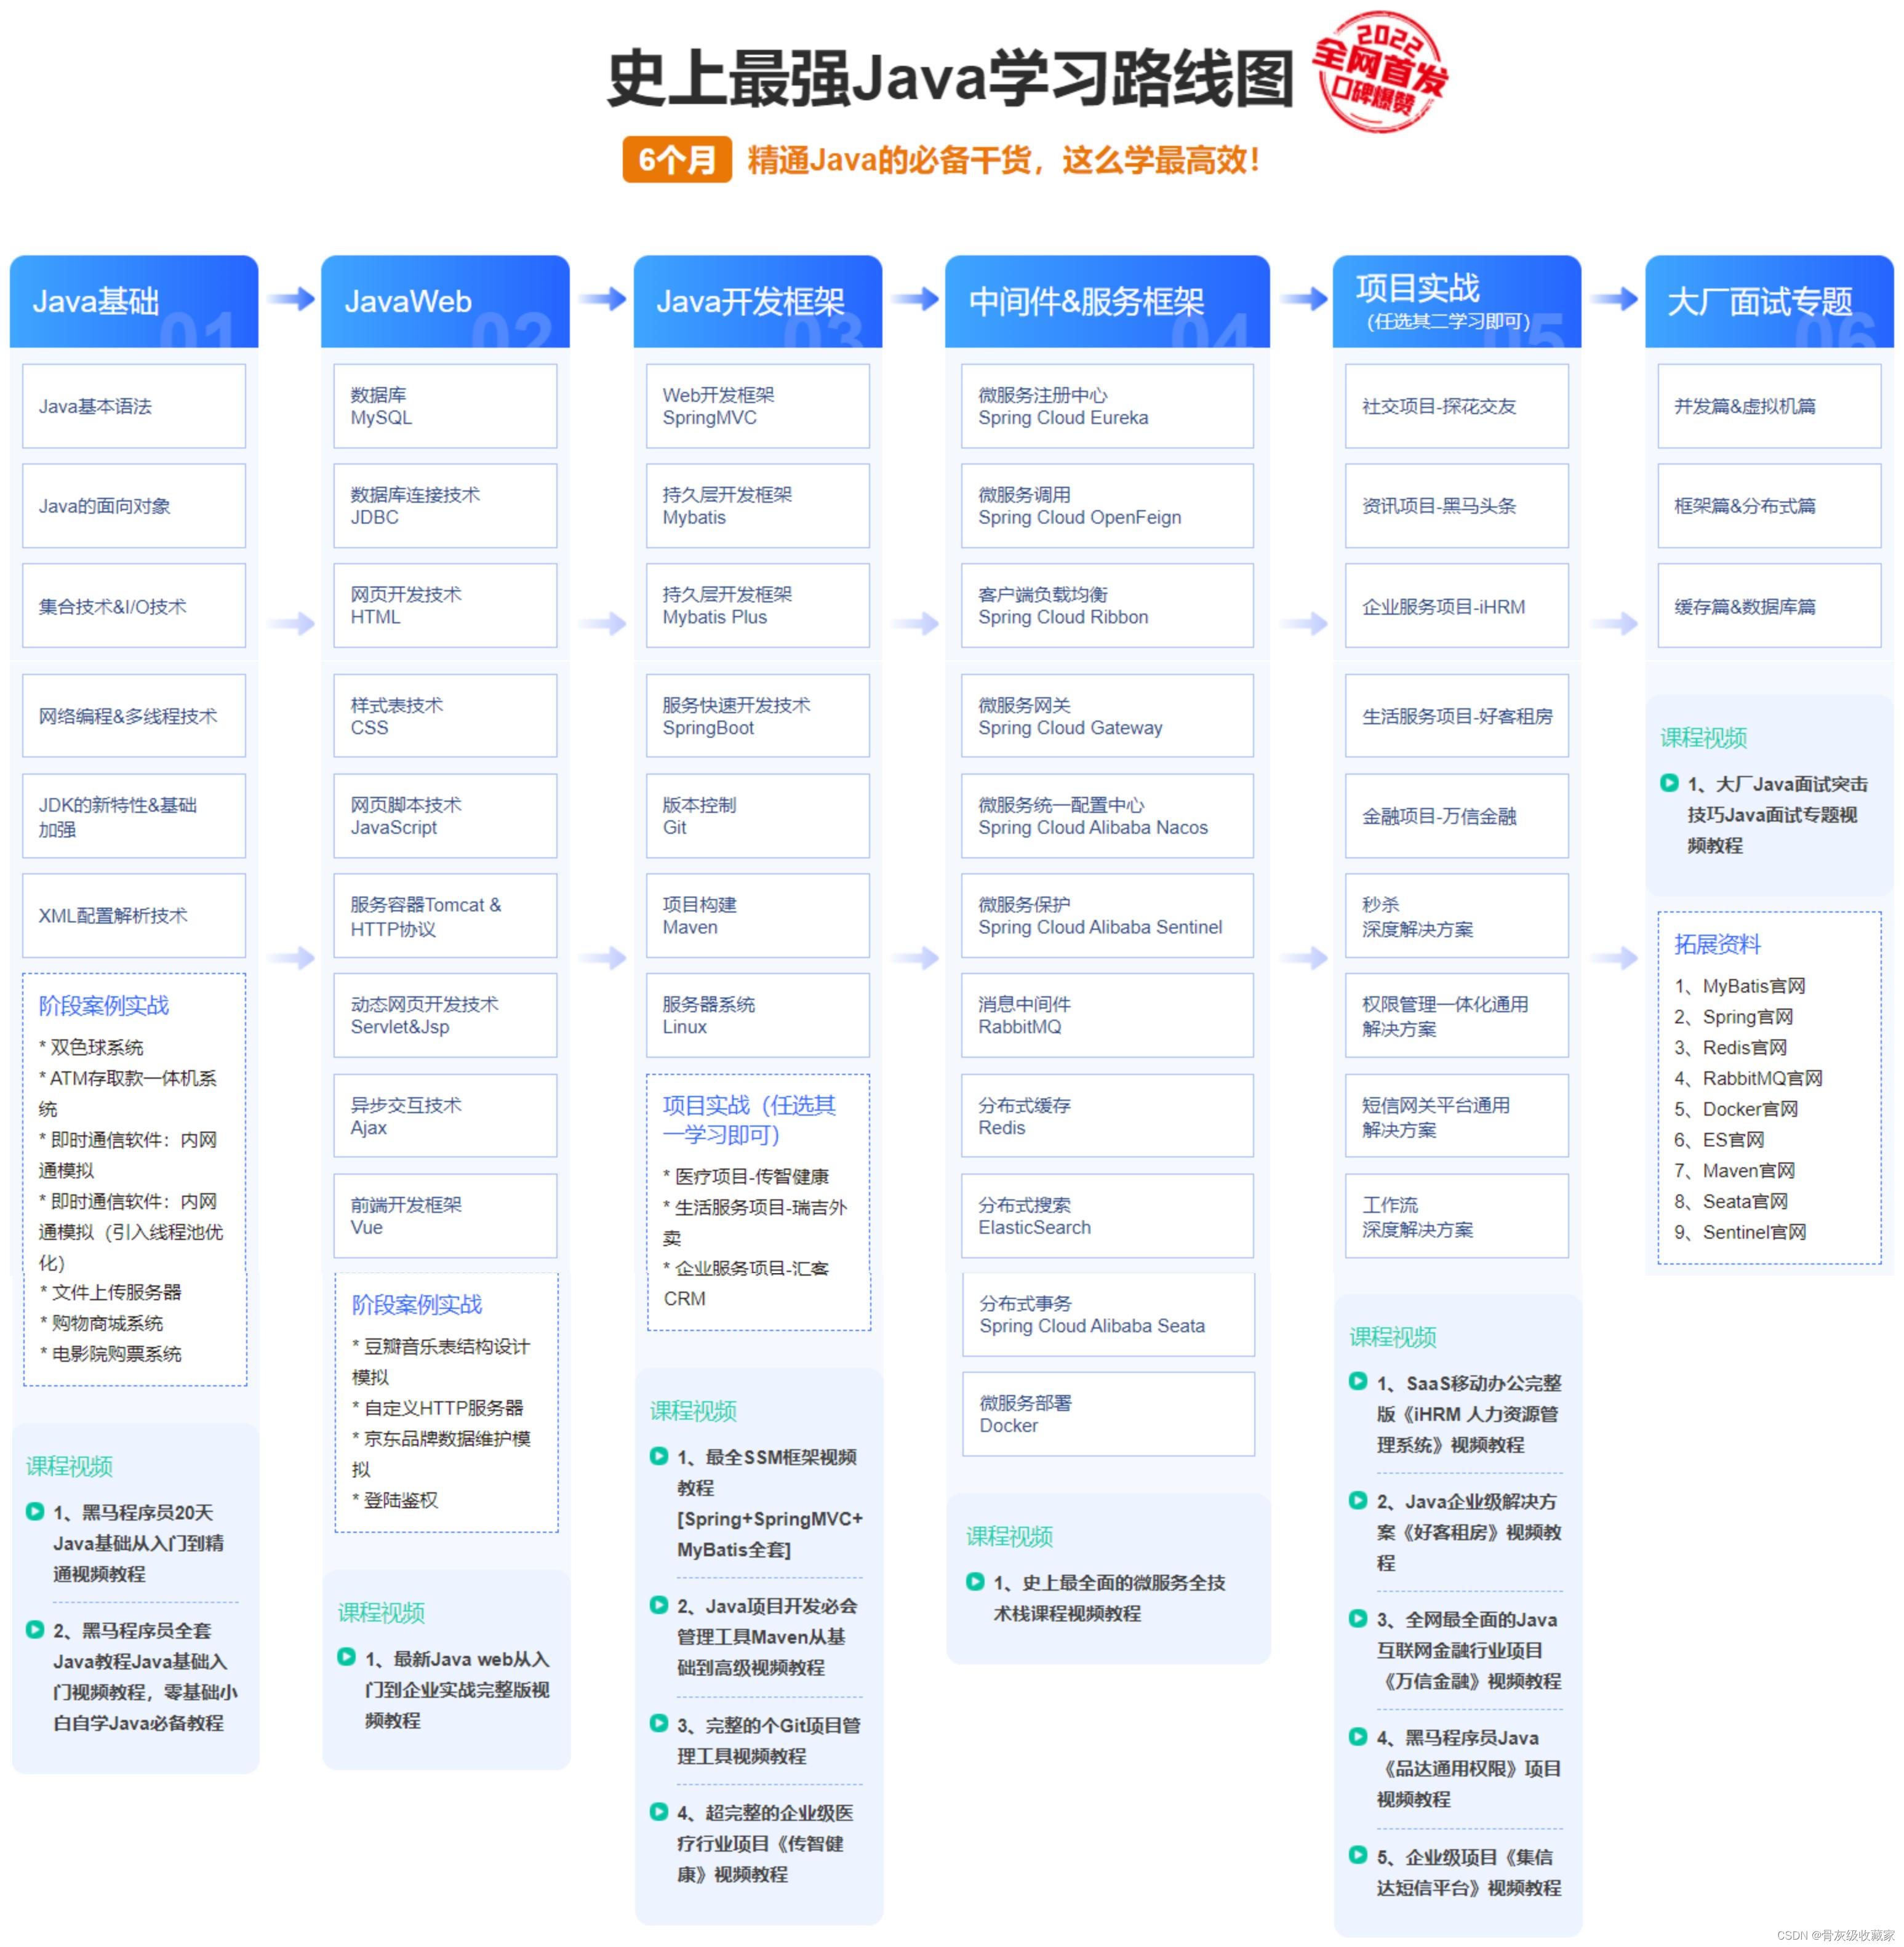 史上最强Java学习路线图
2022
全网首发
口碑爆赞
6个月 精通Java的必备干货，这么学最高效！
Java基础
01
Java基本语法
Java的面向对象
集合技术&I/O技术
网络编程&多线程技术
JDK的新特性&基础
加强
XML配置解析技术
阶段案例实战
* 双色球系统
* ATM存取款一体机系
统
* 即时通信软件：内网
通模拟
* 即时通信软件：内网
通模拟（引入线程池优
化）
* 文件上传服务器
* 购物商城系统
* 电影院购票系统
课程视频
1、黑马程序员20天
Java基础从入门到精
通视频教程
2、黑马程序员全套
Java教程Java基础入
门视频教程，零基础小
白自学Java必备教程
JavaWeb
02
数据库
MySQL
数据库连接技术
JDBC
网页开发技术
HTML
样式表技术
CSS
网页脚本技术
JavaScript
服务容器Tomcat &
HTTP协议
动态网页开发技术
Servlet&Jsp
异步交互技术
Ajax
前端开发框架
Vue
阶段案例实战
* 豆瓣音乐表结构设计
模拟
* 自定义HTTP服务器
* 京东品牌数据维护模
拟
* 登陆鉴权
课程视频
1、最新Java web从入
门到企业实战完整版视
频教程
Java开发框架
03
Web开发框架
SpringMVC
持久层开发框架
Mybatis
持久层开发框架
Mybatis Plus
服务快速开发技术
SpringBoot
版本控制
Git
项目构建
Maven
服务器系统
Linux
项目实战（任选其
一学习即可）
* 医疗项目-传智健康
* 生活服务项目-瑞吉外
卖
* 企业服务项目-汇客
CRM
课程视频
1、最全SSM框架视频
教程
[Spring+SpringMVC+
MyBatis全套]
2、Java项目开发必会
管理工具Maven从基
础到高级视频教程
3、完整的个Git项目管
理工具视频教程
4、超完整的企业级医
疗行业项目《传智健
康》视频教程
中间件&服务框架
04
微服务注册中心
Spring Cloud Eureka
微服务调用
Spring Cloud OpenFeign
客户端负载均衡
Spring Cloud Ribbon
微服务网关
Spring Cloud Gateway
微服务统一配置中心
Spring Cloud Alibaba Nacos
微服务保护
Spring Cloud Alibaba Sentinel
消息中间件
RabbitMQ
分布式缓存
Redis
分布式搜索
ElasticSearch
分布式事务
Spring Cloud Alibaba Seata
微服务部署
Docker
课程视频
1、史上最全面的微服务全技
术栈课程视频教程
项目实战
（任选其二学习即可）
05
社交项目-探花交友
资讯项目-黑马头条
企业服务项目-iHRM
生活服务项目-好客租房
金融项目-万信金融
秒杀
深度解决方案
权限管理一体化通用
解决方案
短信网关平台通用
解决方案
工作流
深度解决方案
课程视频
1、SaaS移动办公完整
版《iHRM 人力资源管
理系统》视频教程
2、Java企业级解决方
案《好客租房》视频教
程
3、全网最全面的Java
互联网金融行业项目
《万信金融》视频教程
4、黑马程序员Java
《品达通用权限》项目
视频教程
5、企业级项目《集信
达短信平台》视频教程
大厂面试专题
06
并发篇&虚拟机篇
框架篇&分布式篇
缓存篇&数据库篇
课程视频
1、大厂Java面试突击
技巧Java面试专题视
频教程
拓展资料
1、MyBatis官网
2、Spring官网
3、Redis官网
4、RabbitMQ官网
5、Docker官网
6、ES官网
7、Maven官网
8、Seata官网
9、Sentinel官网
CSDN @骨灰级收藏家